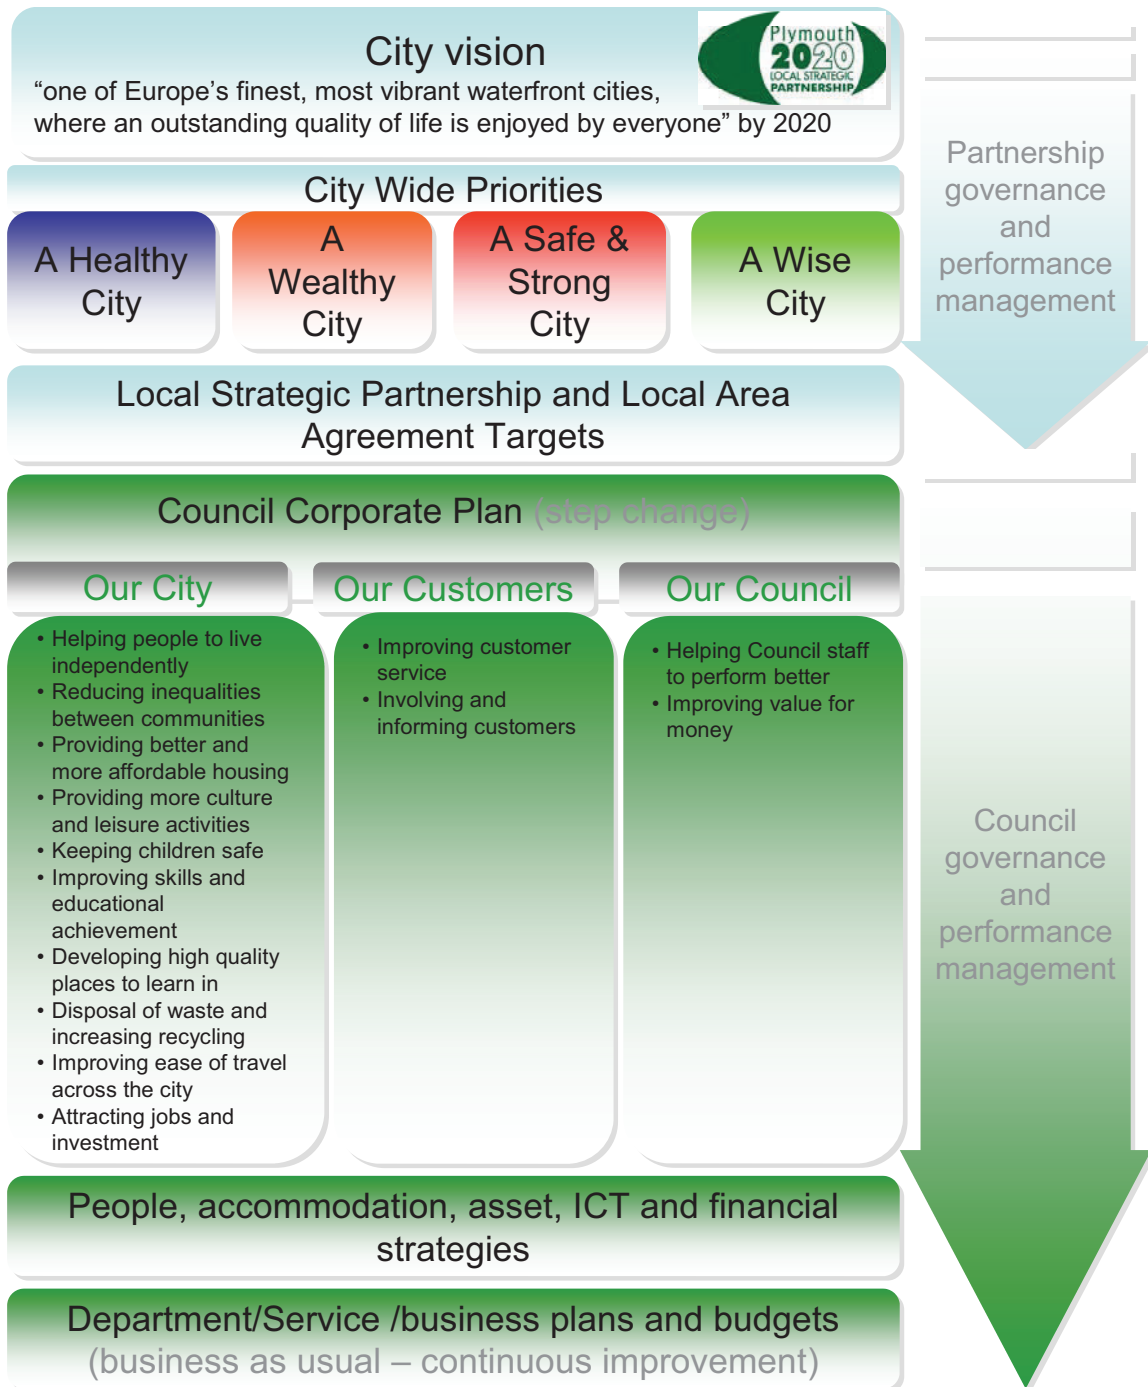 City vision
“one of Europe’s finest, most vibrant waterfront cities,
where an outstanding quality of life is enjoyed by everyone” by 2020
Plymouth
2020
LOCAL STRATEGIC
PARTNERSHIP
City Wide Priorities
A Healthy
City
A
Wealthy
City
A Safe &
Strong
City
A Wise
City
Local Strategic Partnership and Local Area
Agreement Targets
Partnership
governance
and
performance
management
Council Corporate Plan (step change)
Our City
• Helping people to live
independently
• Reducing inequalities
between communities
• Providing better and
more affordable housing
• Providing more culture
and leisure activities
• Keeping children safe
• Improving skills and
educational
achievement
• Developing high quality
places to learn in
• Disposal of waste and
increasing recycling
• Improving ease of travel
across the city
• Attracting jobs and
investment
Our Customers
• Improving customer
service
• Involving and
informing customers
Our Council
• Helping Council staff
to perform better
• Improving value for
money
Council
governance
and
performance
management
People, accommodation, asset, ICT and financial
strategies
Department/Service /business plans and budgets
(business as usual – continuous improvement)